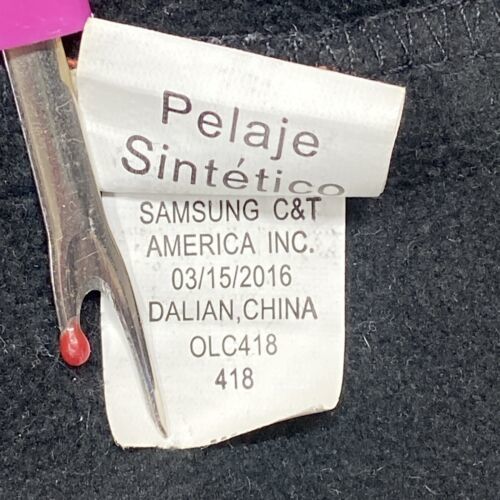 Pelaje
Sintético
SAMSUNG C&T
AMERICA INC.
03/15/2016
DALIAN,CHINA
OLC418
418